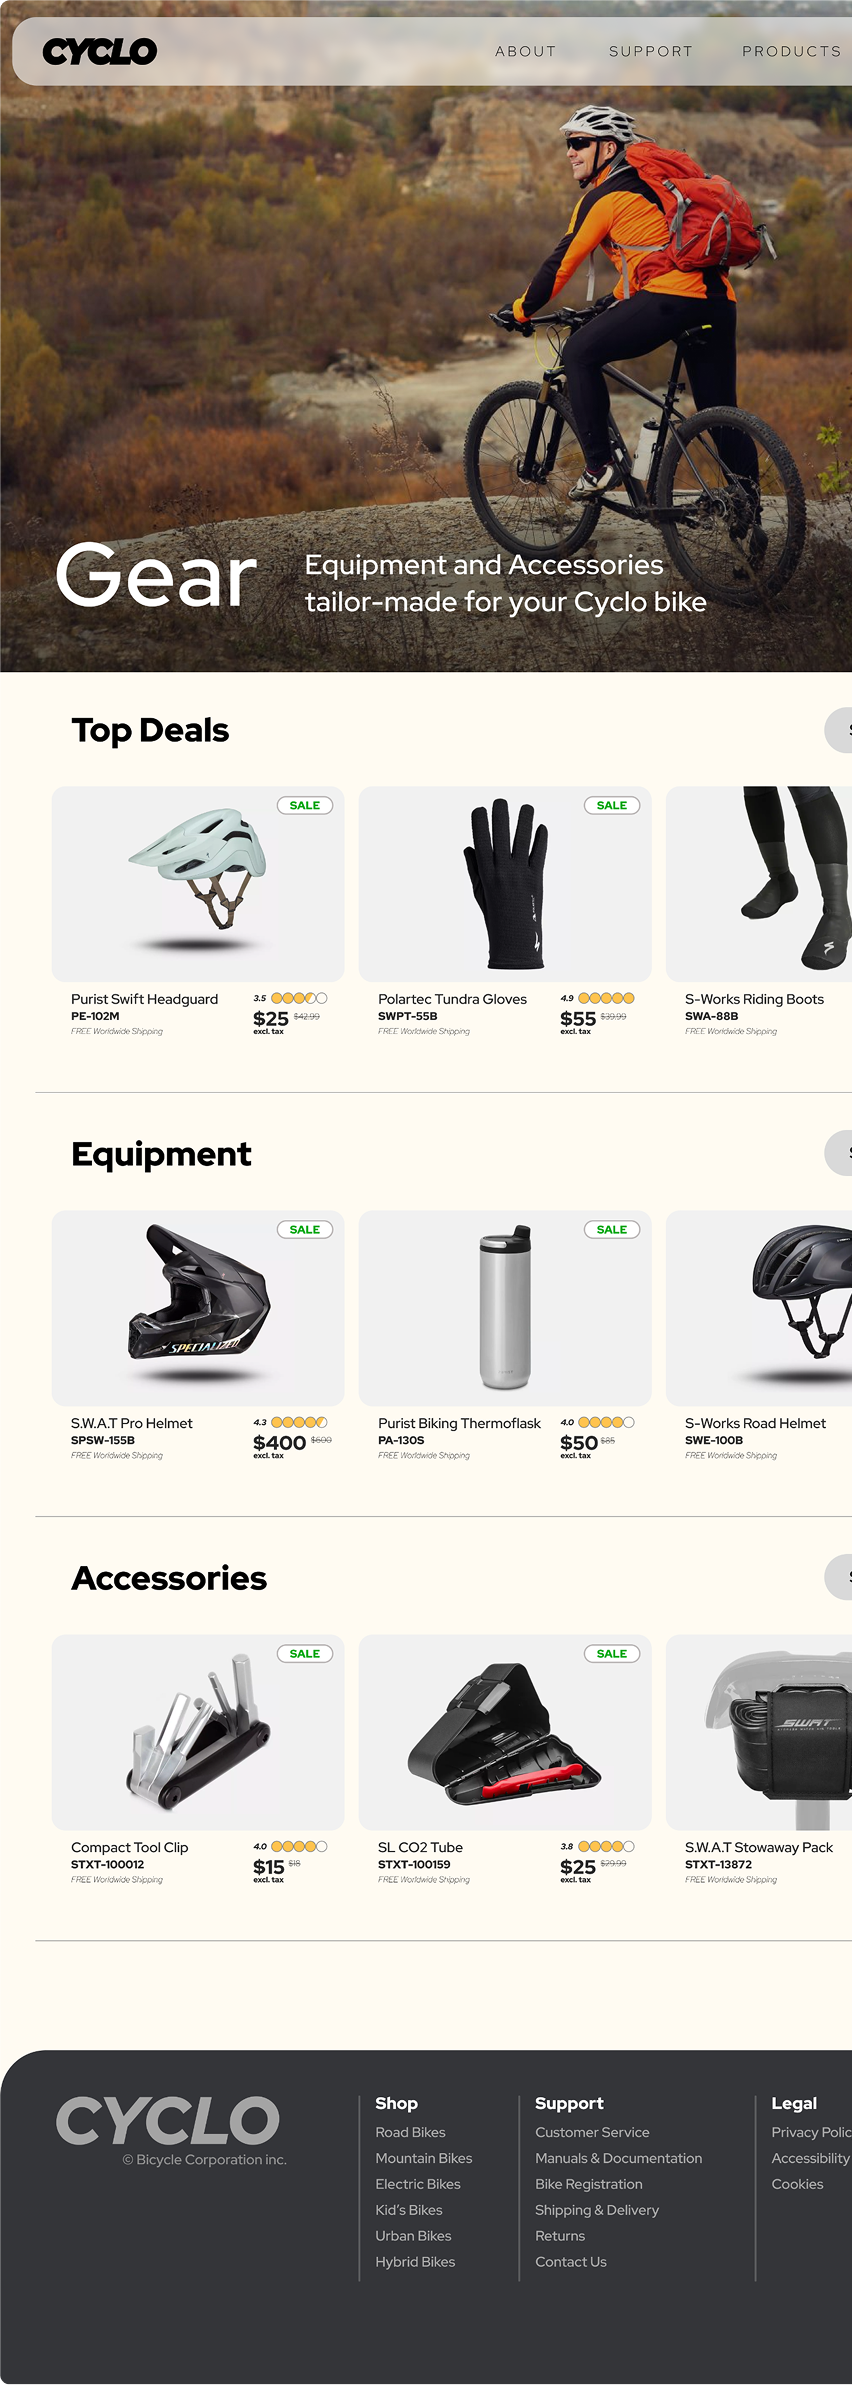 CYCLO
ABOUT
SUPPORT
PRODUCTS
Gear
Equipment and Accessories
tailor-made for your Cyclo bike
Top Deals
S
SALE
SALE
Purist Swift Headguard
PE-102M
FREE Worldwide Shipping
3.5
$25 $42.99
excl. tax
Polartec Tundra Gloves
SWPT-55B
FREE Worldwide Shipping
4.9
$55 $39.99
excl. tax
S-Works Riding Boots
SWA-88B
FREE Worldwide Shipping
Equipment
S
SALE
SPECIALIZED
SALE
S.W.A.T Pro Helmet
SPSW-155B
FREE Worldwide Shipping
4.3
$400 $600
excl. tax
Purist Biking Thermoflask
PA-130S
FREE Worldwide Shipping
4.0
$50 $85
excl. tax
S-Works Road Helmet
SWE-100B
FREE Worldwide Shipping
Accessories
S
SALE
SALE
SWAT
Compact Tool Clip
STXT-100012
FREE Worldwide Shipping
4.0
$15 $18
excl. tax
SL CO2 Tube
STXT-100159
FREE Worldwide Shipping
3.8
$25 $29.99
excl. tax
S.W.A.T Stowaway Pack
STXT-13872
FREE Worldwide Shipping
CYCLO
© Bicycle Corporation inc.
Shop
Road Bikes
Mountain Bikes
Electric Bikes
Kid's Bikes
Urban Bikes
Hybrid Bikes
Support
Customer Service
Manuals & Documentation
Bike Registration
Shipping & Delivery
Returns
Contact Us
Legal
Privacy Polic
Accessibility
Cookies